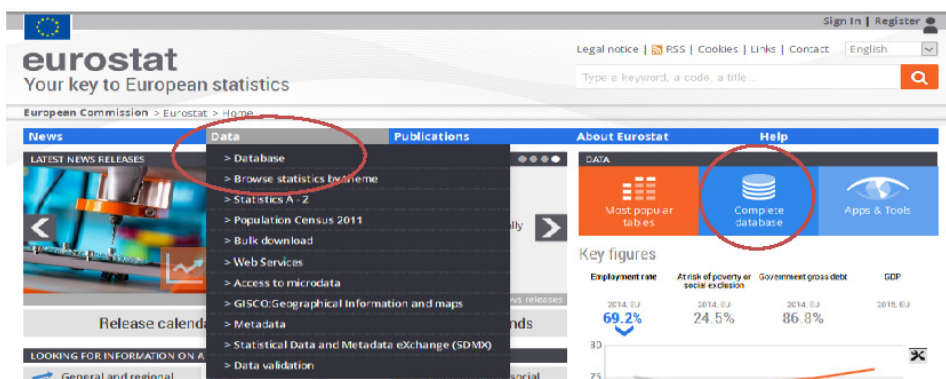 Sign In | Register
Legal notice | RSS | Cookies | Links | Contact English
eurostat
Your key to European statistics
Type a keyword, a code, a title...
European Commission > Eurostat > Home
News Data Publications About Eurostat Help
LATEST NEWS RELEASES
> Database
> Browse statistics by theme
> Statistics A - Z
> Population Census 2011
> Bulk download
> Web Services
> Access to microdata
> GISCO:Geographical Information and maps
> Metadata
> Statistical Data and Metadata eXchange (SDMX)
> Data validation
lly
ws releases
Release calenda
nds
LOOKING FOR INFORMATION ON A
General and regional
social
DATA
Most popular
tables
Complete
database
Apps & Tools
Key figures
Employment rate
At risk of poverty or
social exclusion
Government gross debt
GDP
2014, EU 2014, EU 2014, EU 2015, EU
69.2% 24.5% 86.8%
80
75